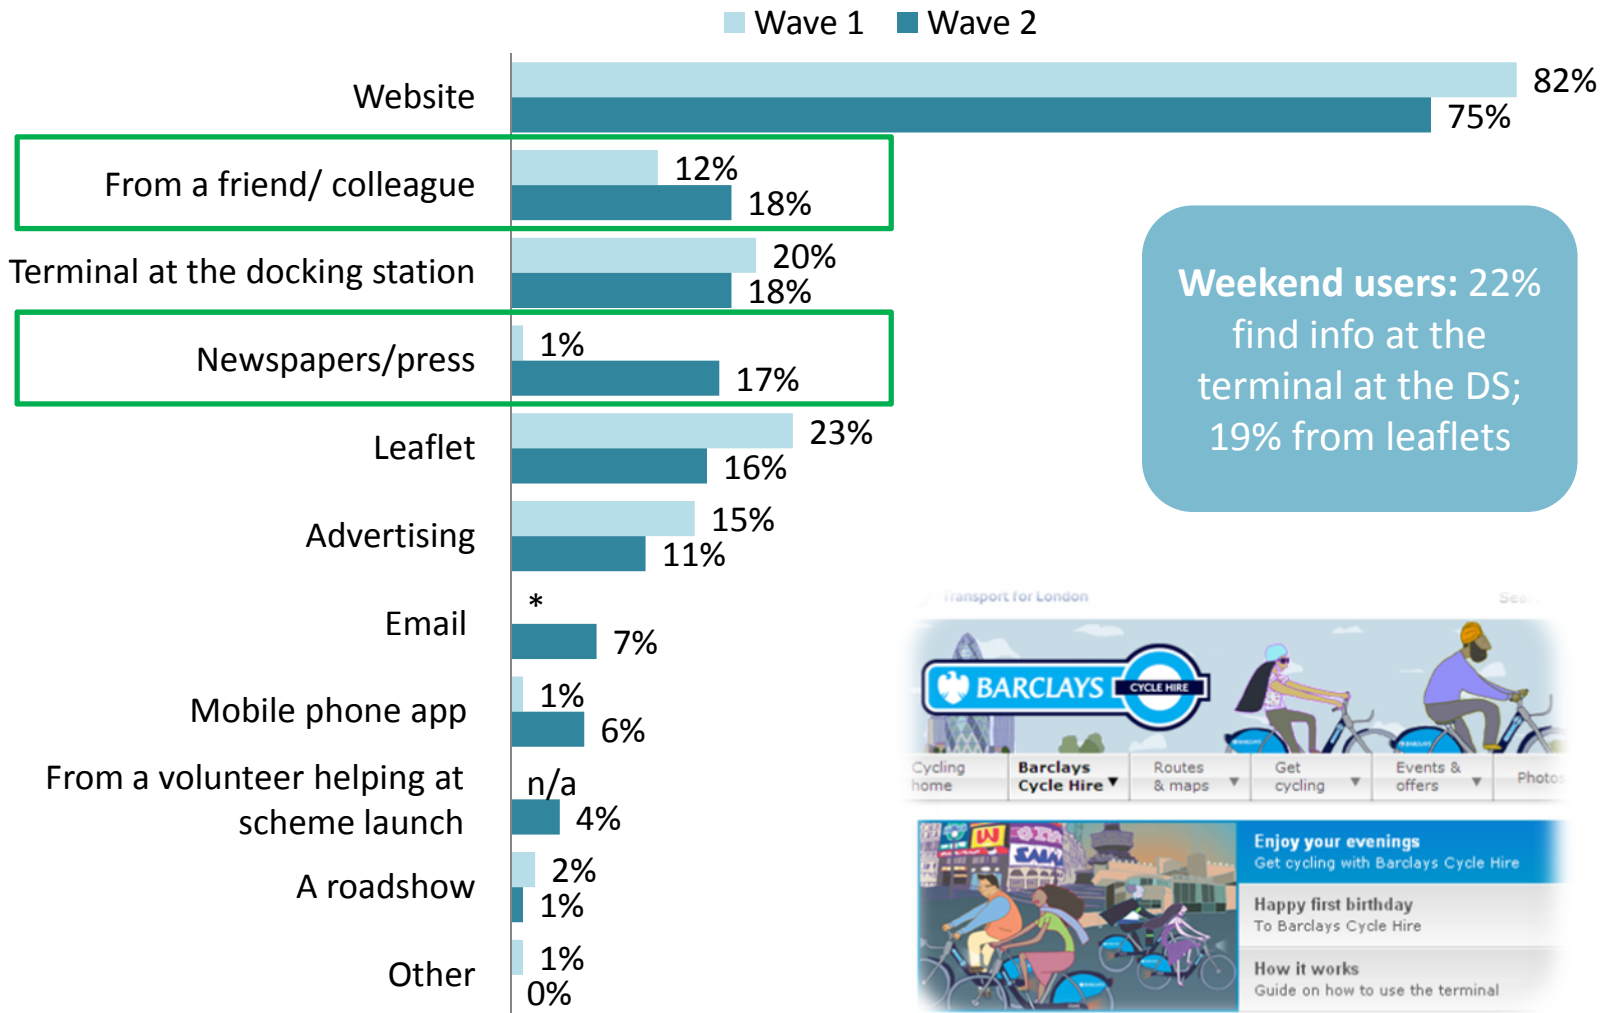 Wave 1 Wave 2
Website
82%
75%
From a friend/ colleague
12%
18%
Terminal at the docking station
20%
18%
Newspapers/press
1%
17%
Leaflet
23%
16%
Advertising
15%
11%
Email
*
7%
Mobile phone app
1%
6%
From a volunteer helping at
scheme launch
n/a
4%
A roadshow
2%
1%
Other
1%
0%
Weekend users: 22%
find info at the
terminal at the DS;
19% from leaflets
Transport for London
BARCLAYS CYCLE HIRE
Cycling
home
Barclays
Cycle Hire
Routes
& maps
Get
cycling
Events &
offers
Photos
Enjoy your evenings
Get cycling with Barclays Cycle Hire
Happy first birthday
To Barclays Cycle Hire
How it works
Guide on how to use the terminal